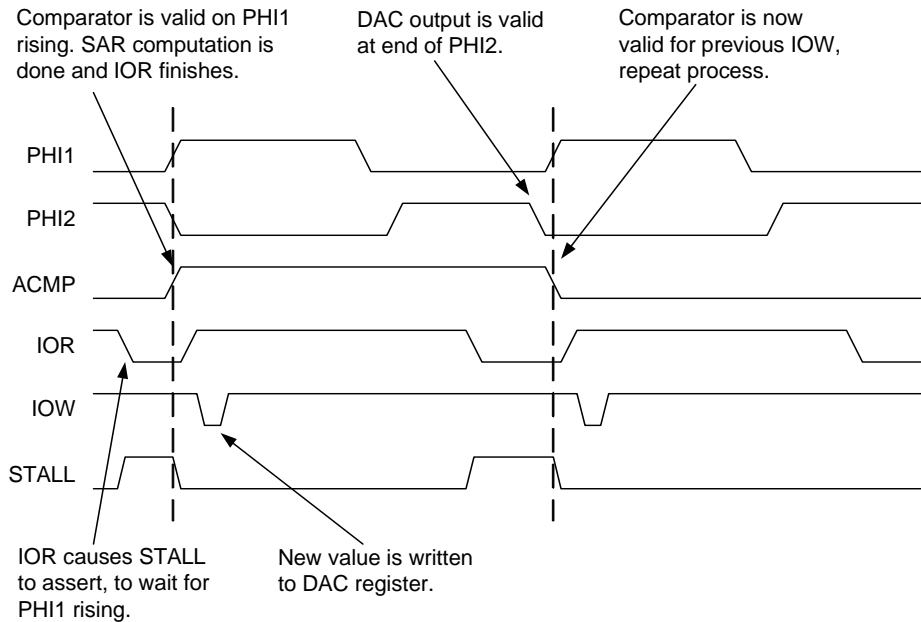 Comparator is valid on PHI1
rising. SAR computation is
done and IOR finishes.
DAC output is valid
at end of PHI2.
Comparator is now
valid for previous IOW,
repeat process.
PHI1
PHI2
ACMP
IOR
IOW
STALL
IOR causes STALL
to assert, to wait for
PHI1 rising.
New value is written
to DAC register.